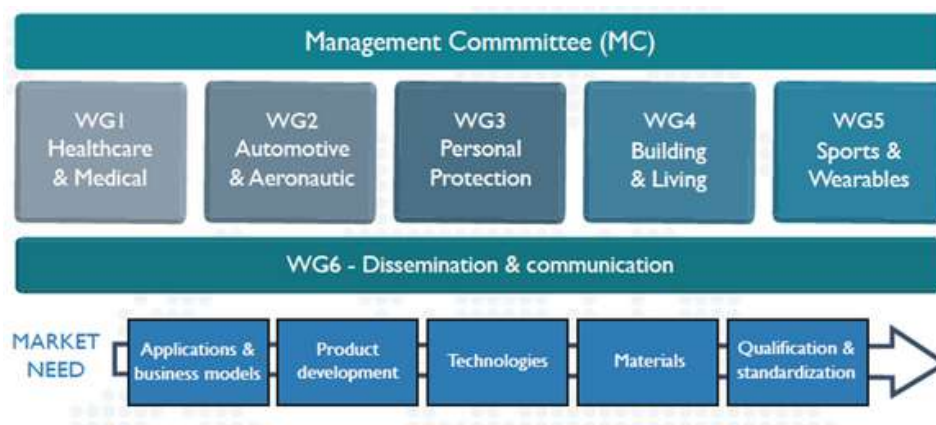 Management Commmittee (MC)
WG1
Healthcare
& Medical
WG2
Automotive
& Aeronautic
WG3
Personal
Protection
WG4
Building
& Living
WG5
Sports &
Wearables
WG6 - Dissemination & communication
MARKET
NEED
Applications &
business models
Product
development
Technologies
Materials
Qualification &
standardization